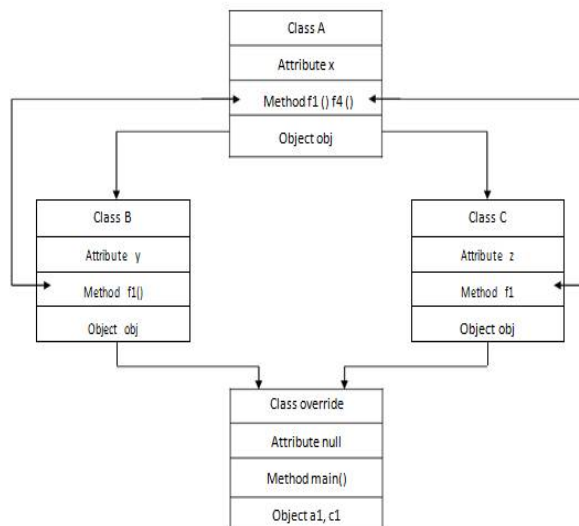 Class A
Attribute x
Method f1 () f4 ()
Object obj
Class B
Attribute y
Method f1()
Object obj
Class C
Attribute z
Method f1
Object obj
Class override
Attribute null
Method main()
Object a1, c1